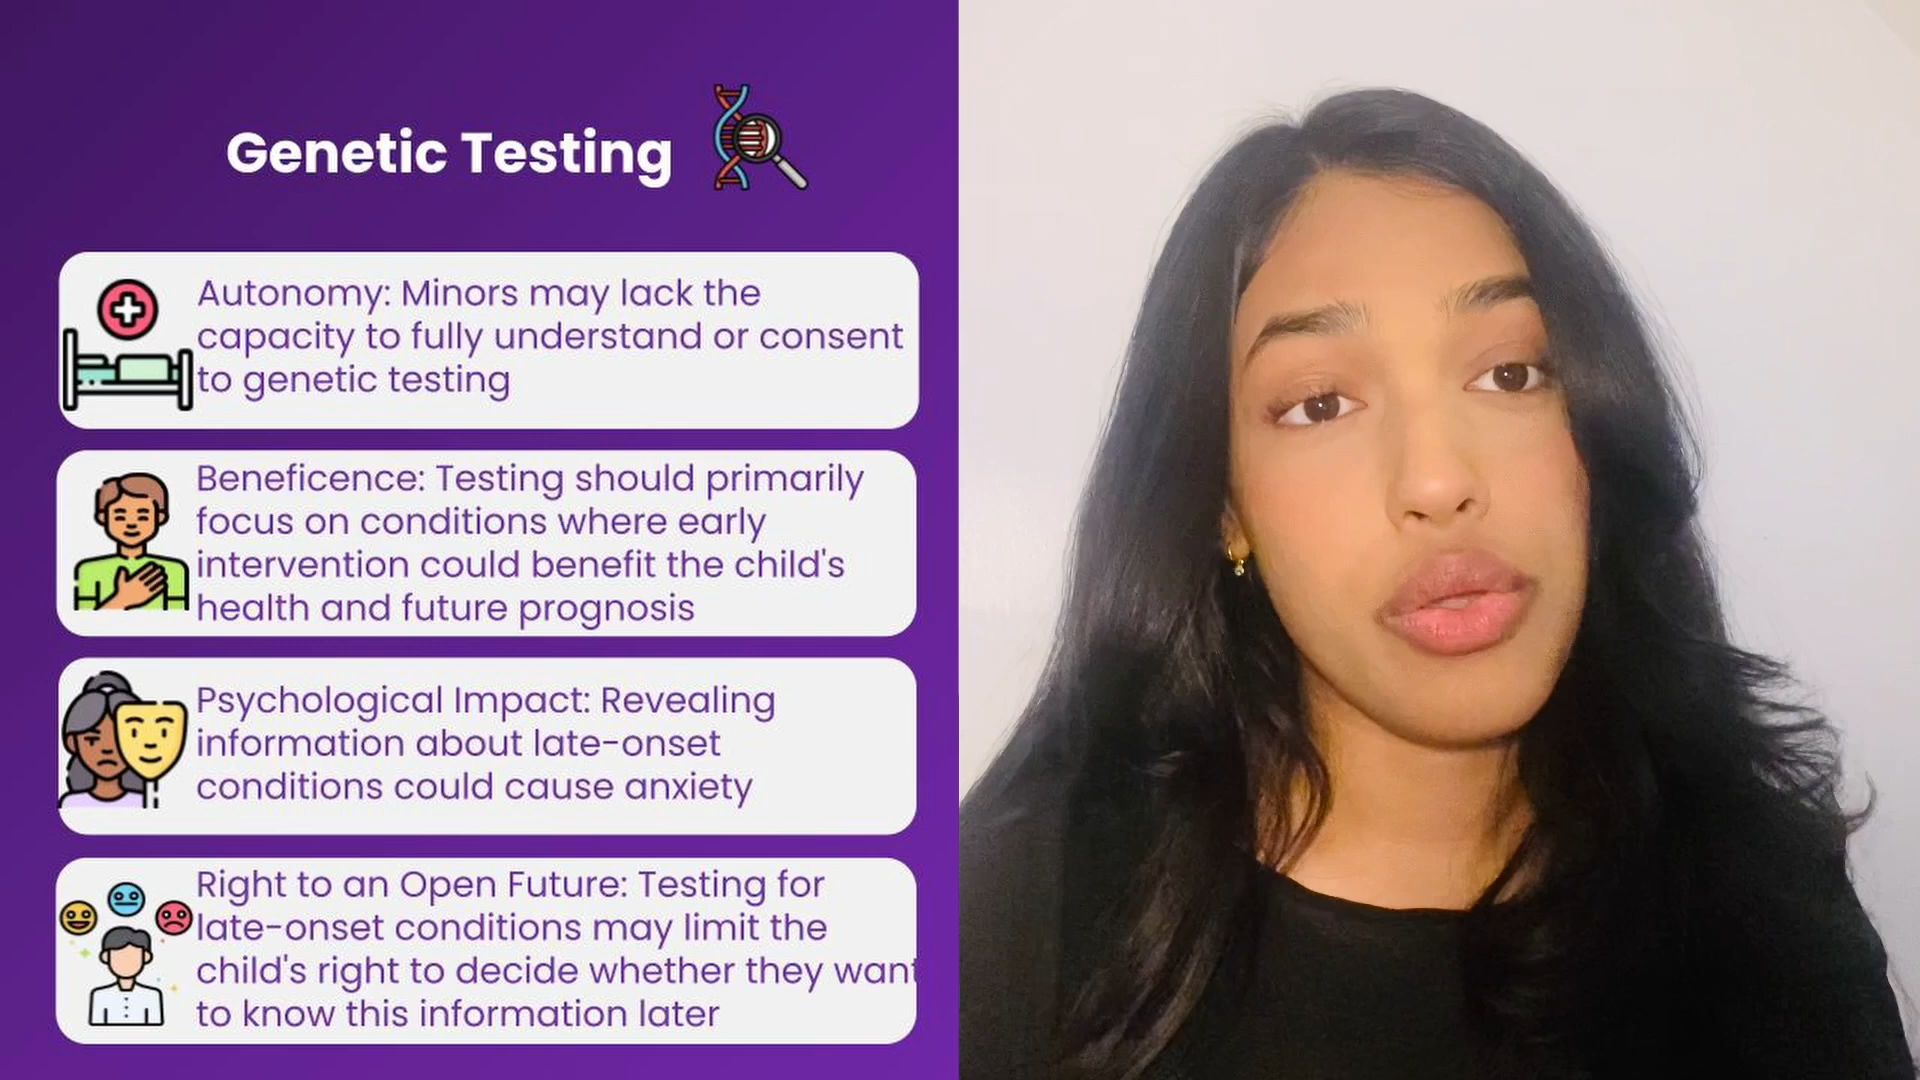 Genetic Testing
Autonomy: Minors may lack the
capacity to fully understand or consent
to genetic testing
Beneficence: Testing should primarily
focus on conditions where early
intervention could benefit the child's
health and future prognosis
Psychological Impact: Revealing
information about late-onset
conditions could cause anxiety
Right to an Open Future: Testing for
late-onset conditions may limit the
child's right to decide whether they want
to know this information later